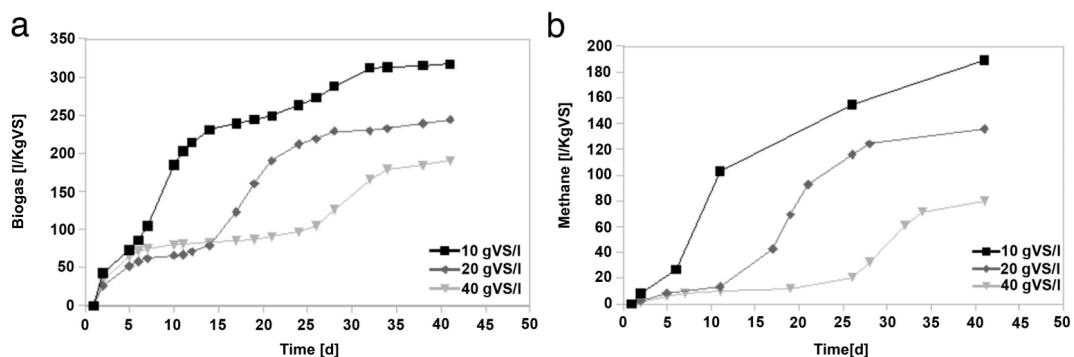 a
Biogas [l/KgVS]
350
300
250
200
150
100
50
0
0 5 10 15 20 25 30 35 40 45 50
Time [d]
10 gVS/l
20 gVS/l
40 gVS/l
b
Methane [l/KgVS]
200
180
160
140
120
100
80
60
40
20
0
0 5 10 15 20 25 30 35 40 45 50
Time[d]
10 gVS/l
20 gVS/l
40 gVS/l